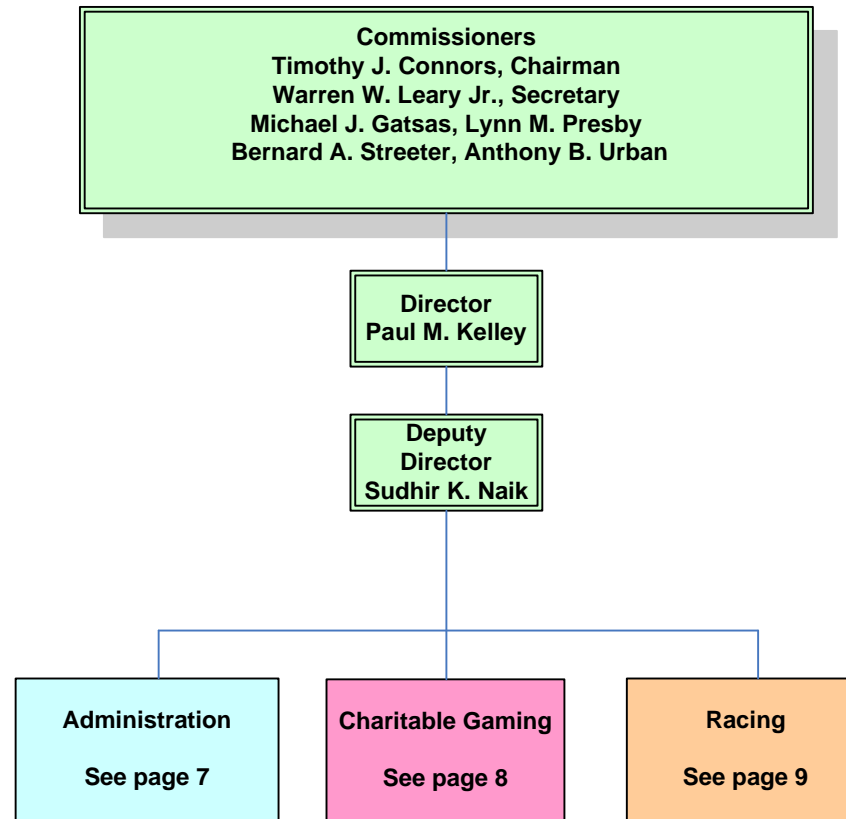 Commissioners
Timothy J. Connors, Chairman
Warren W. Leary Jr., Secretary
Michael J. Gatsas, Lynn M. Presby
Bernard A. Streeter, Anthony B. Urban
Director
Paul M. Kelley
Deputy
Director
Sudhir K. Naik
Administration
See page 7
Charitable Gaming
See page 8
Racing
See page 9